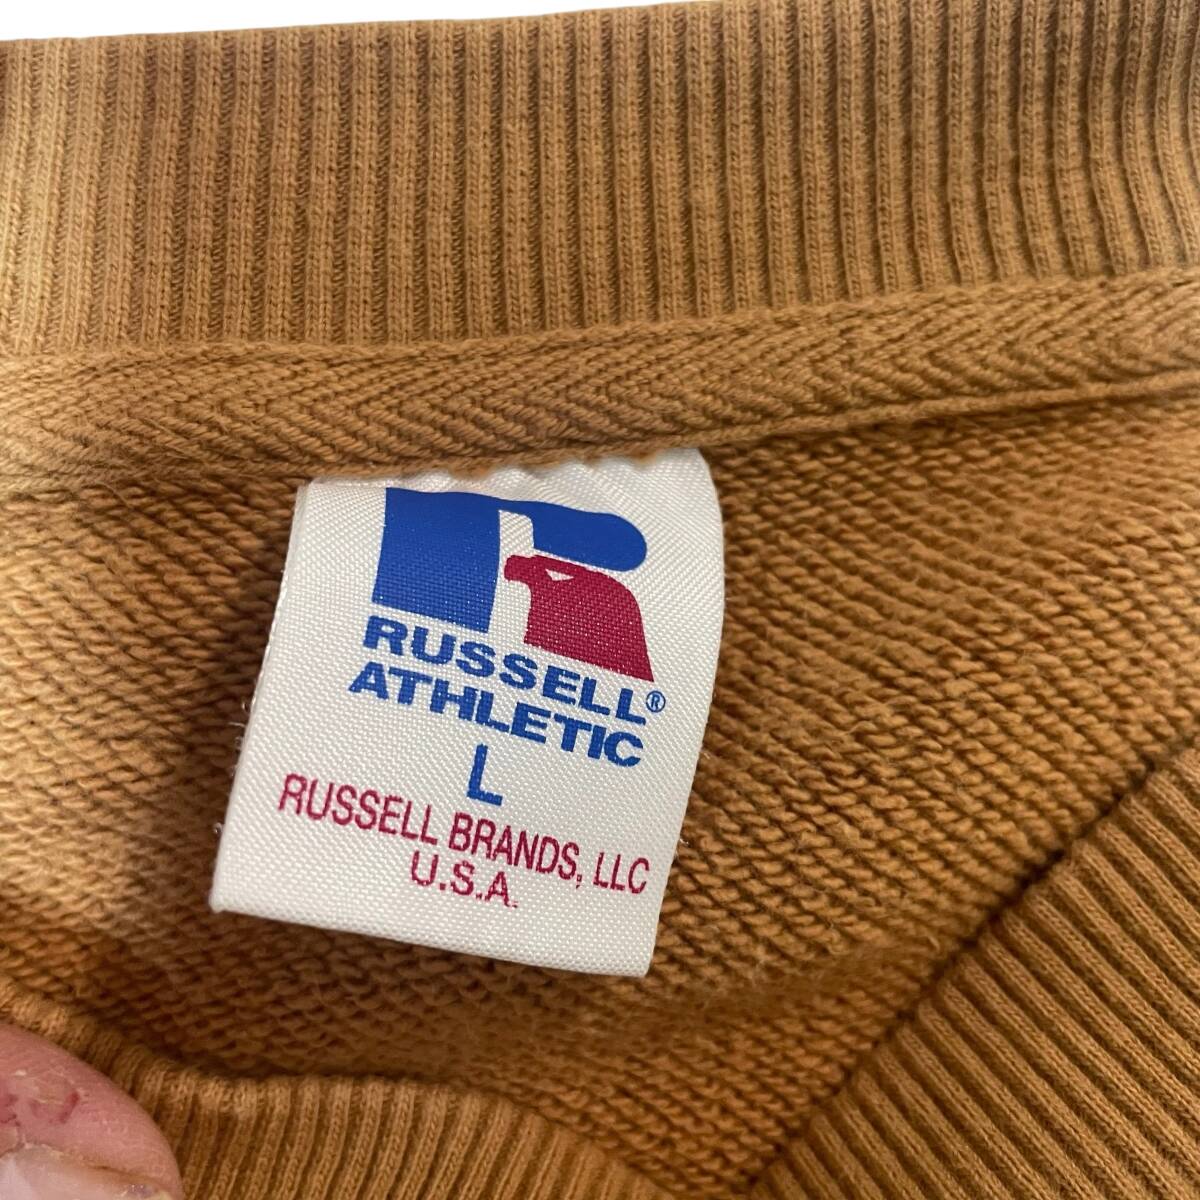 RUSSELL®
ATHLETIC
L
RUSSELL BRANDS, LLC
U.S.A.